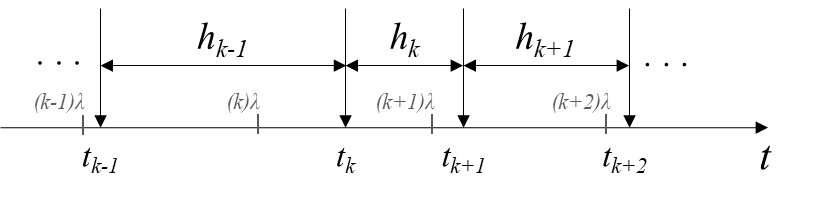 h_{k-1} h_k h_{k+1}
. . . . . .
(k-1)λ (k)λ (k+1)λ (k+2)λ
t_{k-1} t_k t_{k+1} t_{k+2} t